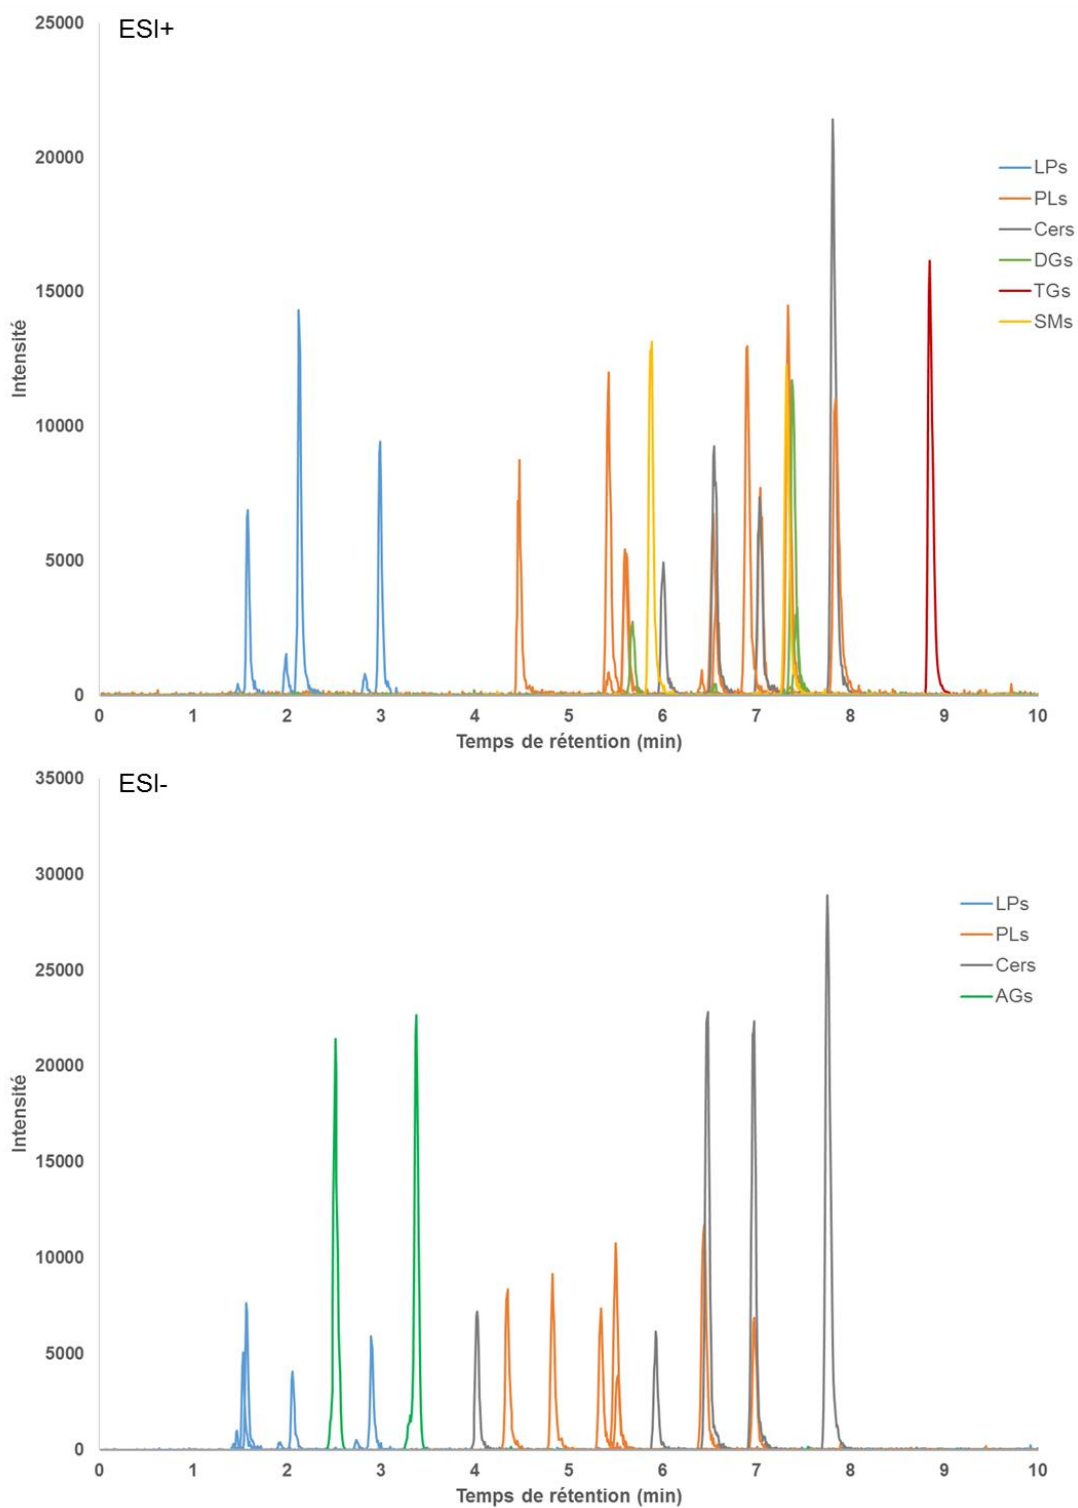 ESI+
25000
20000
15000
10000
5000
0
Intensité
0 1 2 3 4 5 6 7 8 9 10
Temps de rétention (min)
LPs
PLs
Cers
DGs
TGs
SMs
ESI-
35000
30000
25000
20000
15000
10000
5000
0
Intensité
0 1 2 3 4 5 6 7 8 9 10
Temps de rétention (min)
LPs
PLs
Cers
AGs